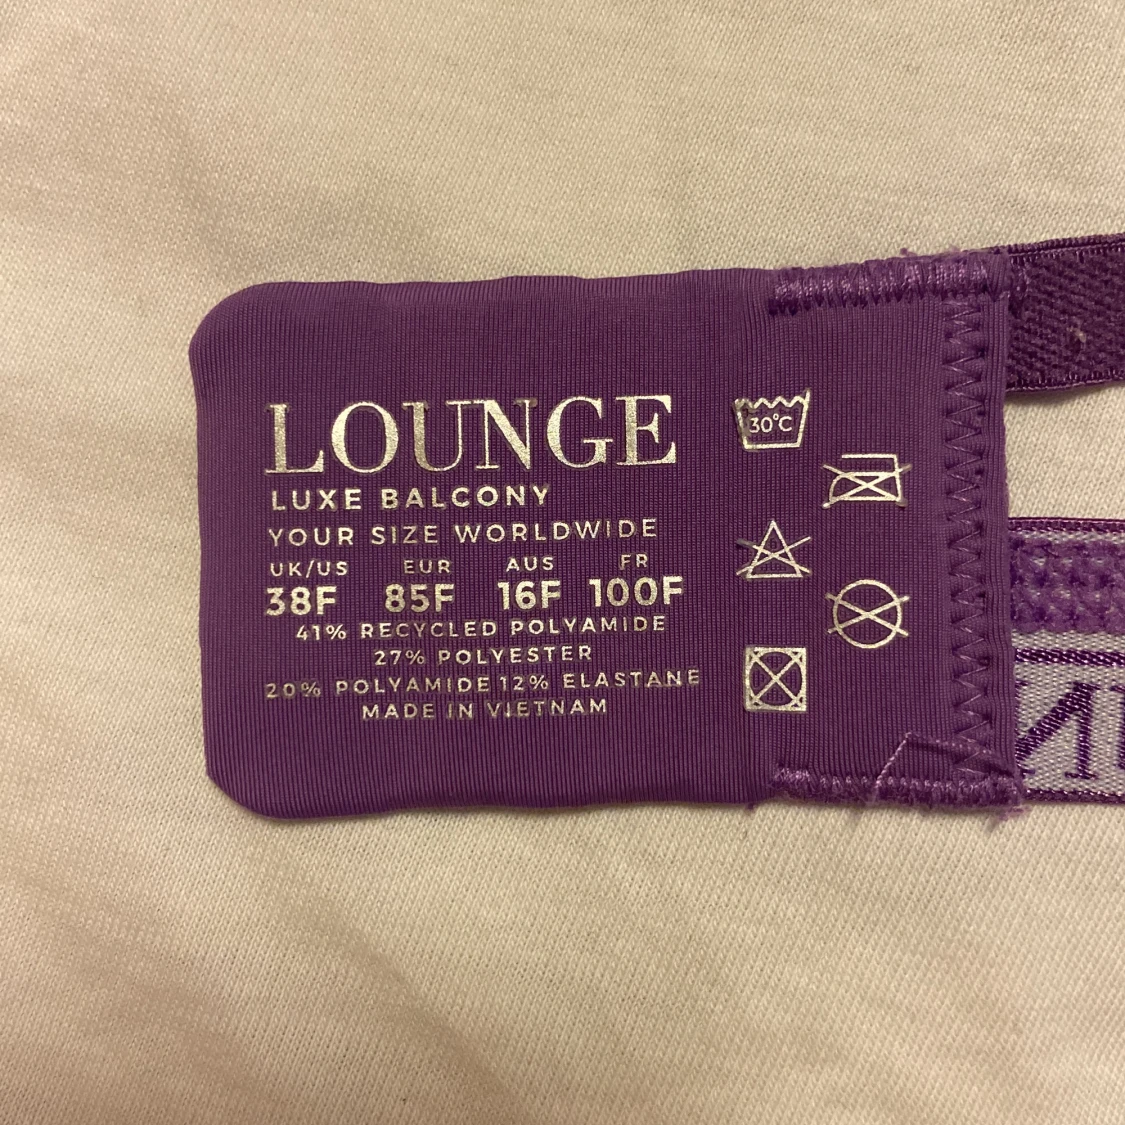 LOUNGE
LUXE BALCONY
YOUR SIZE WORLDWIDE
UK/US EUR AUS FR
38F 85F 16F 100F
41% RECYCLED POLYAMIDE
27% POLYESTER
20% POLYAMIDE 12% ELASTANE
MADE IN VIETNAM
30°C